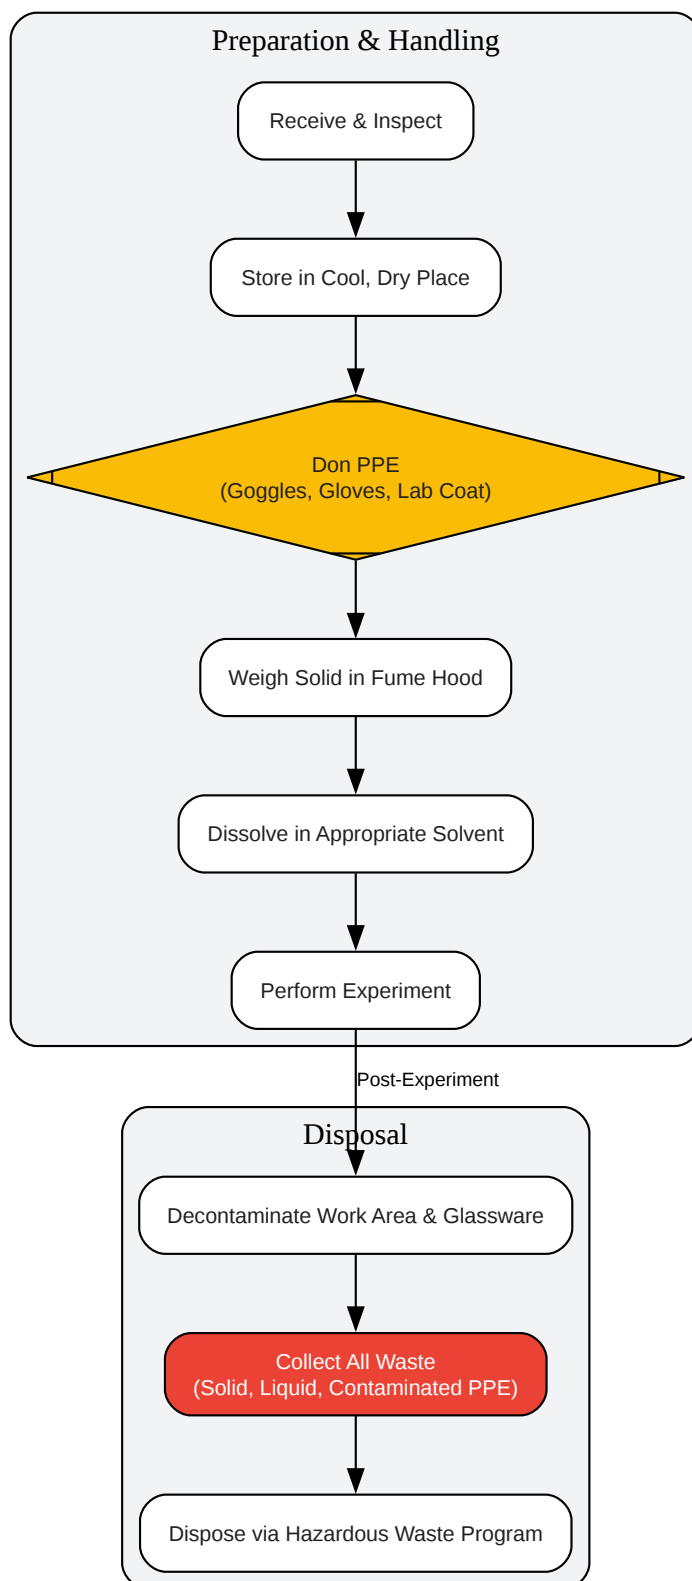 Preparation & Handling
Receive & Inspect
Store in Cool, Dry Place
Don PPE
(Goggles, Gloves, Lab Coat)
Weigh Solid in Fume Hood
Dissolve in Appropriate Solvent
Perform Experiment
Post-Experiment
Disposal
Decontaminate Work Area & Glassware
Collect All Waste
(Solid, Liquid, Contaminated PPE)
Dispose via Hazardous Waste Program